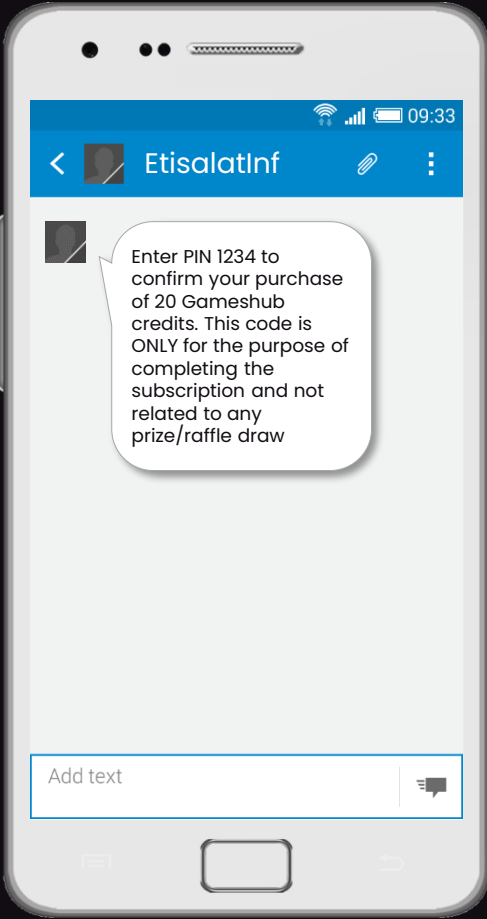 09:33
EtisalatInf
Enter PIN 1234 to
confirm your purchase
of 20 Gameshub
credits. This code is
ONLY for the purpose of
completing the
subscription and not
related to any
prize/raffle draw
Add text